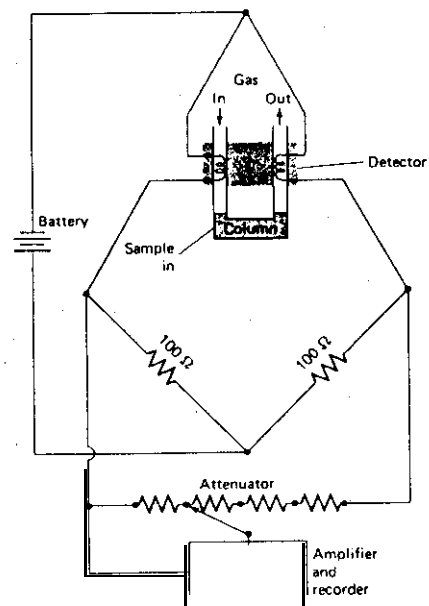 Gas
In
Out
Detector
Battery
Column
Sample
in
100 Ω
100 Ω
Attenuator
Amplifier
and
recorder